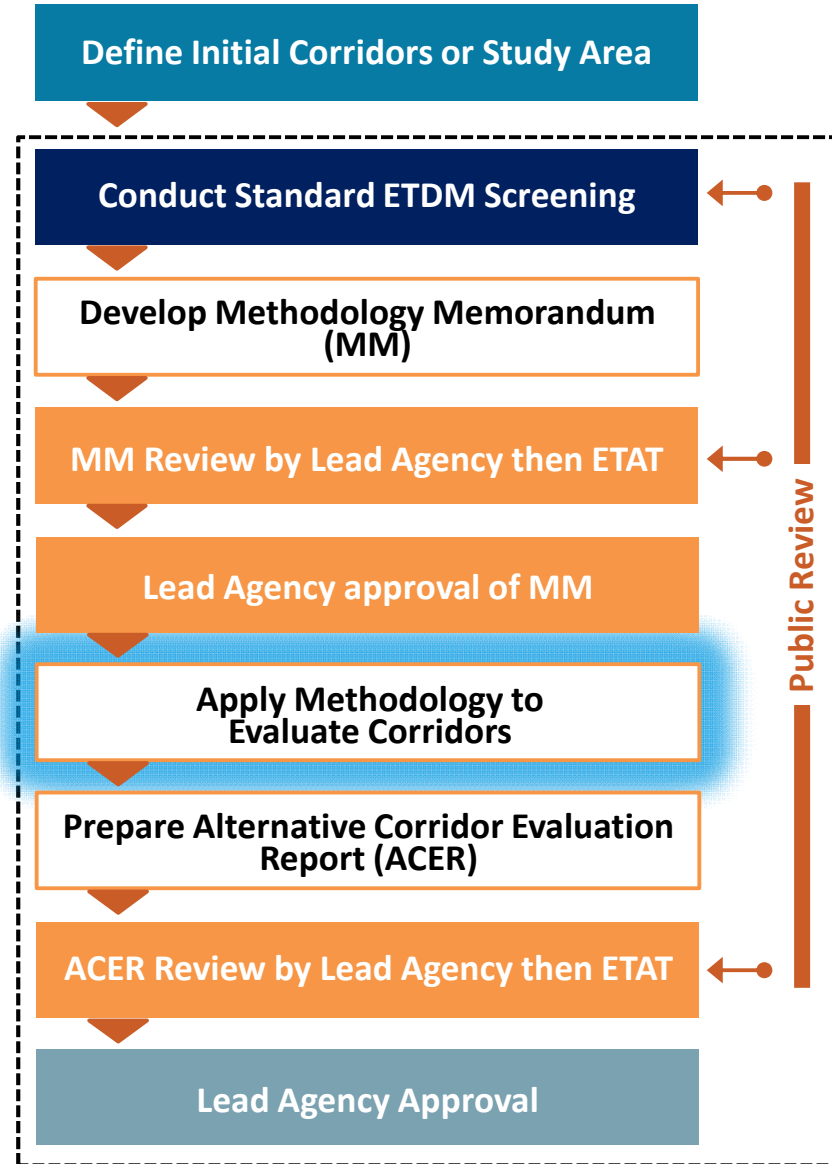 Define Initial Corridors or Study Area
Conduct Standard ETDM Screening
Develop Methodology Memorandum
(MM)
MM Review by Lead Agency then ETAT
Lead Agency approval of MM
Apply Methodology to
Evaluate Corridors
Prepare Alternative Corridor Evaluation
Report (ACER)
ACER Review by Lead Agency then ETAT
Lead Agency Approval
Public Review